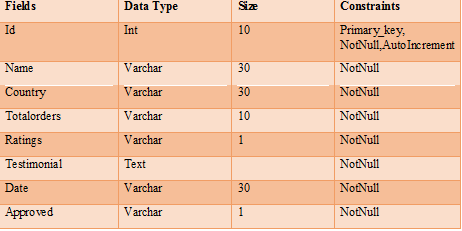 Fields Data Type Size Constraints
Id Int 10 Primary_key,
NotNull,AutoIncrement
Name Varchar 30 NotNull
Country Varchar 30 NotNull
Totalorders Varchar 10 NotNull
Ratings Varchar 1 NotNull
Testimonial Text NotNull
Date Varchar 30 NotNull
Approved Varchar 1 NotNull